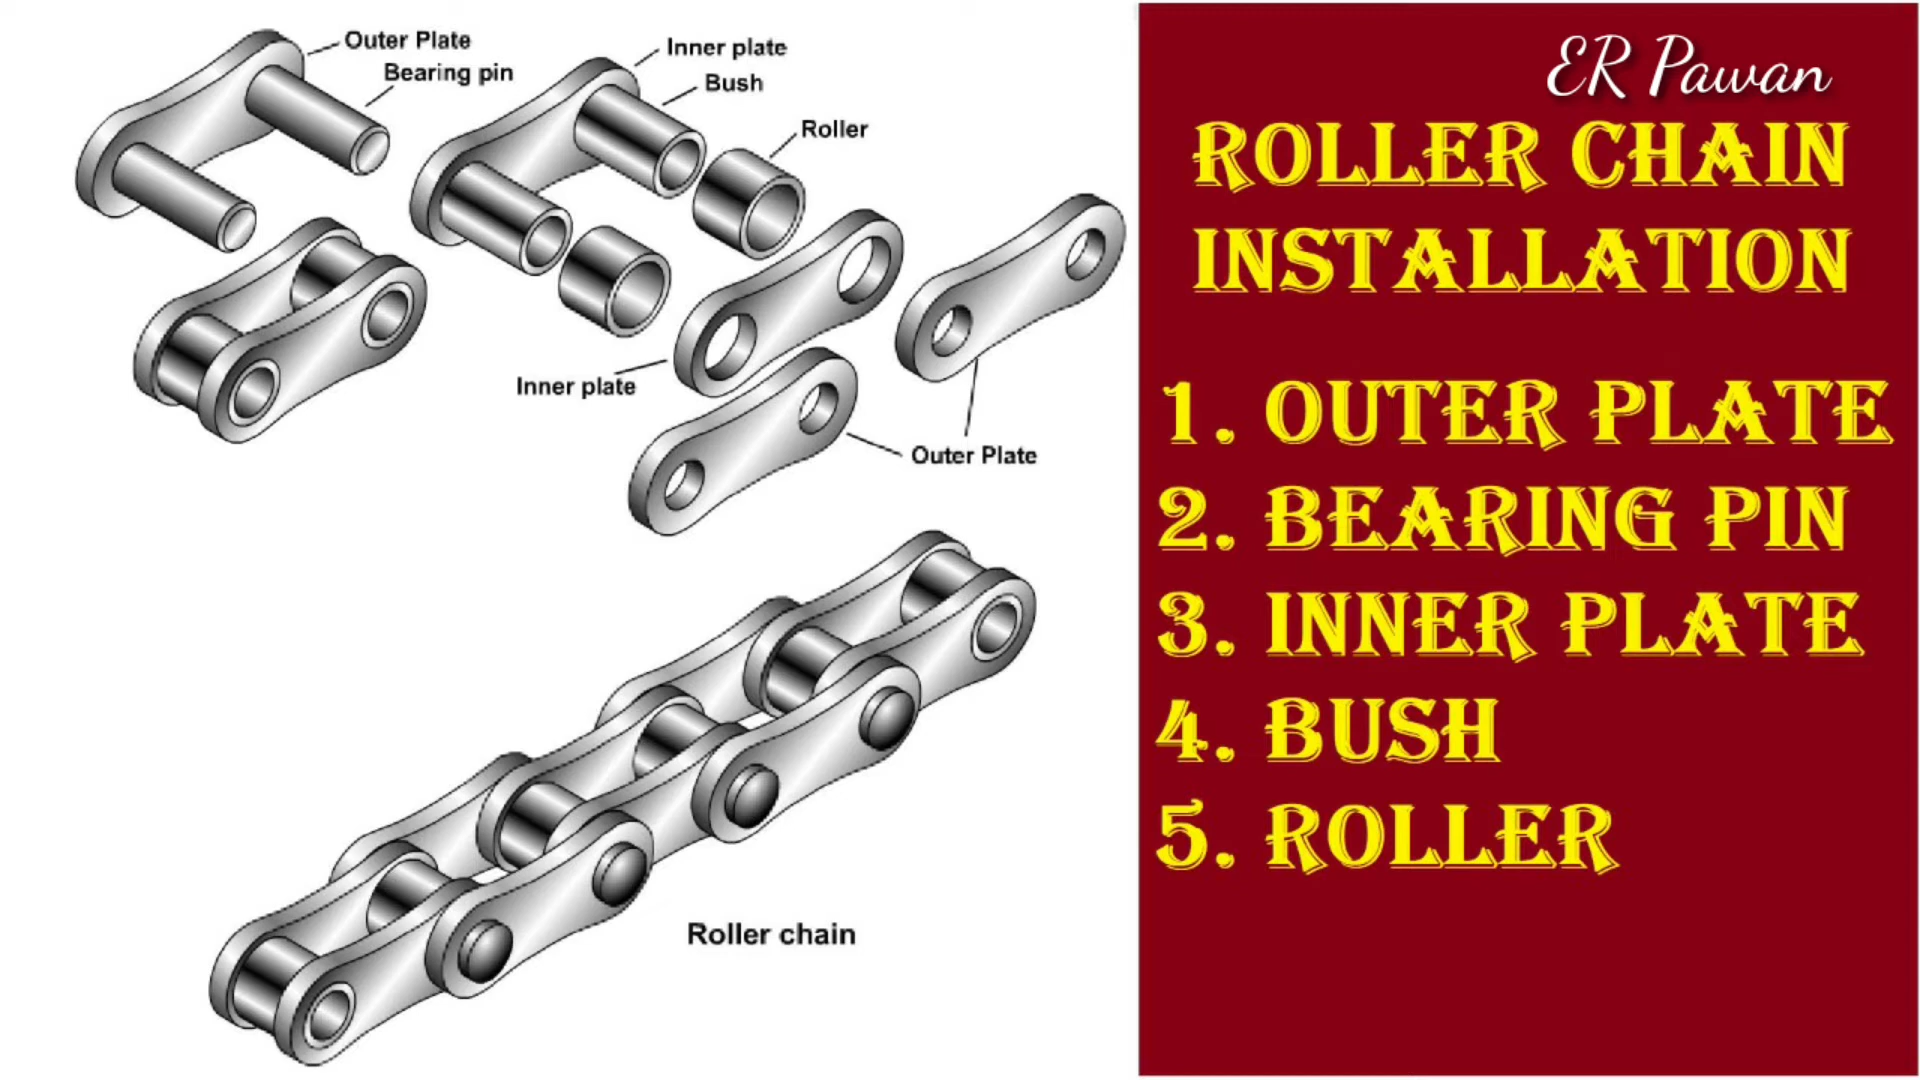 Outer Plate
Bearing pin
Inner plate
Bush
Roller
Inner plate
Outer Plate
Roller chain
ER Pawan
ROLLER CHAIN
INSTALLATION
1. OUTER PLATE
2. BEARING PIN
3. INNER PLATE
4. BUSH
5. ROLLER